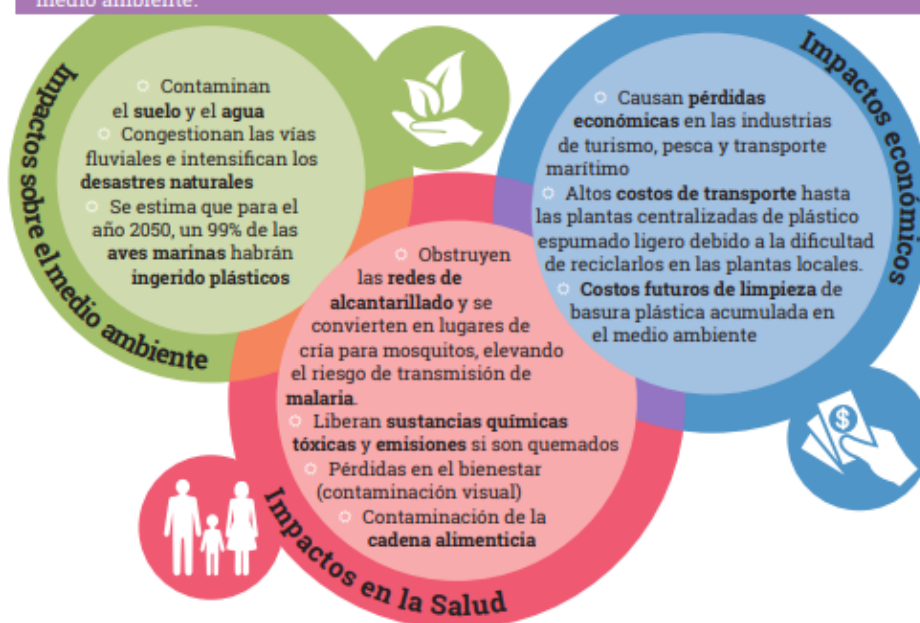 medio ambiente.
Impactos sobre el medio ambiente
Contaminan
el suelo y el agua
Congestionan las vías
fluviales e intensifican los
desastres naturales
Se estima que para el
año 2050, un 99% de las
aves marinas habrán
ingerido plásticos
Impactos económicos
Causan pérdidas
económicas en las industrias
de turismo, pesca y transporte
marítimo
Altos costos de transporte hasta
las plantas centralizadas de plástico
espumado ligero debido a la dificultad
de reciclarlos en las plantas locales.
Costos futuros de limpieza de
basura plástica acumulada en
el medio ambiente
$
Obstruyen
las redes de
alcantarillado y se
convierten en lugares de
cría para mosquitos, elevando
el riesgo de transmisión de
malaria.
Liberan sustancias químicas
tóxicas y emisiones si son quemados
Pérdidas en el bienestar
(contaminación visual)
Contaminación de la
cadena alimenticia
Impactos en la Salud